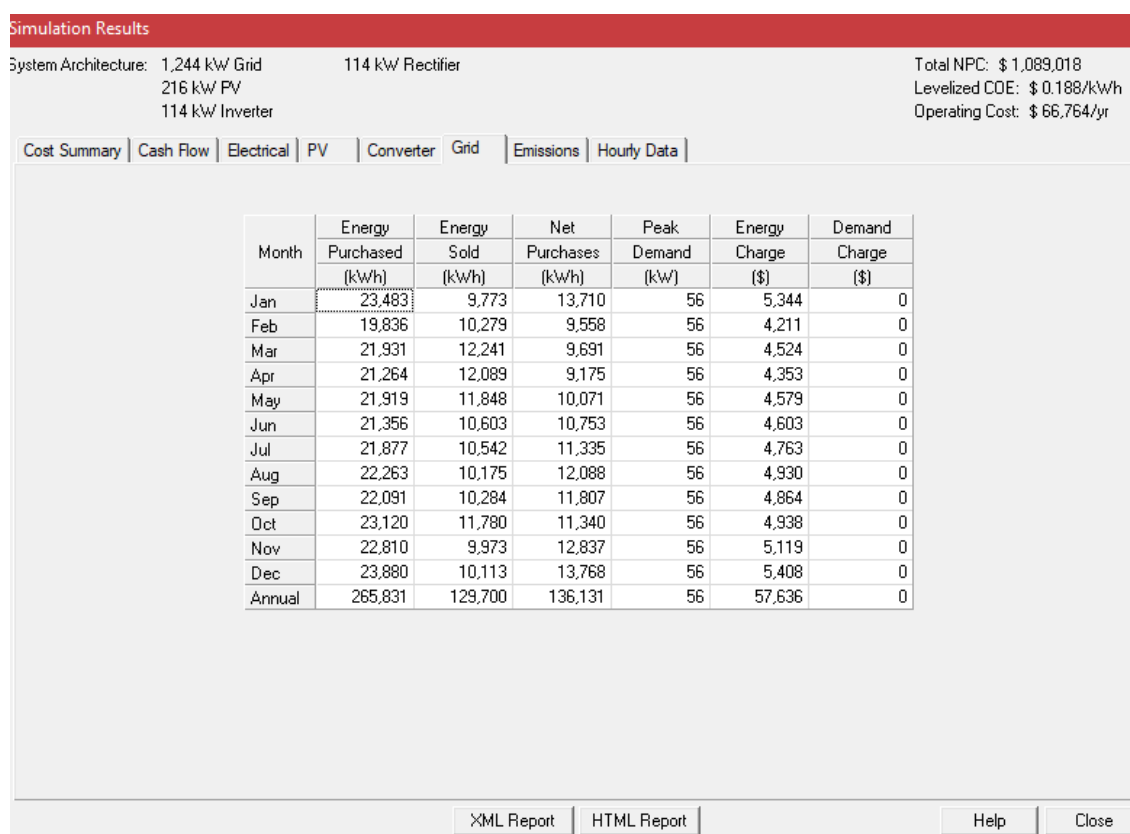 Simulation Results
System Architecture: 1,244 kW Grid 114 kW Rectifier Total NPC: $ 1,089,018
216 kW PV Levelized COE: $ 0.188/kWh
114 kW Inverter Operating Cost: $ 66,764/yr
Cost Summary Cash Flow Electrical PV Converter Grid Emissions Hourly Data
Energy Energy Net Peak Energy Demand
Month Purchased Sold Purchases Demand Charge Charge
(kWh) (kWh) (kWh) (kW) ($) ($)
Jan 23,483 9,773 13,710 56 5,344 0
Feb 19,836 10,279 9,558 56 4,211 0
Mar 21,931 12,241 9,691 56 4,524 0
Apr 21,264 12,089 9,175 56 4,353 0
May 21,919 11,848 10,071 56 4,579 0
Jun 21,356 10,603 10,753 56 4,603 0
Jul 21,877 10,542 11,335 56 4,763 0
Aug 22,263 10,175 12,088 56 4,930 0
Sep 22,091 10,284 11,807 56 4,864 0
Oct 23,120 11,780 11,340 56 4,938 0
Nov 22,810 9,973 12,837 56 5,119 0
Dec 23,880 10,113 13,768 56 5,408 0
Annual 265,831 129,700 136,131 56 57,636 0
XML Report HTML Report Help Close